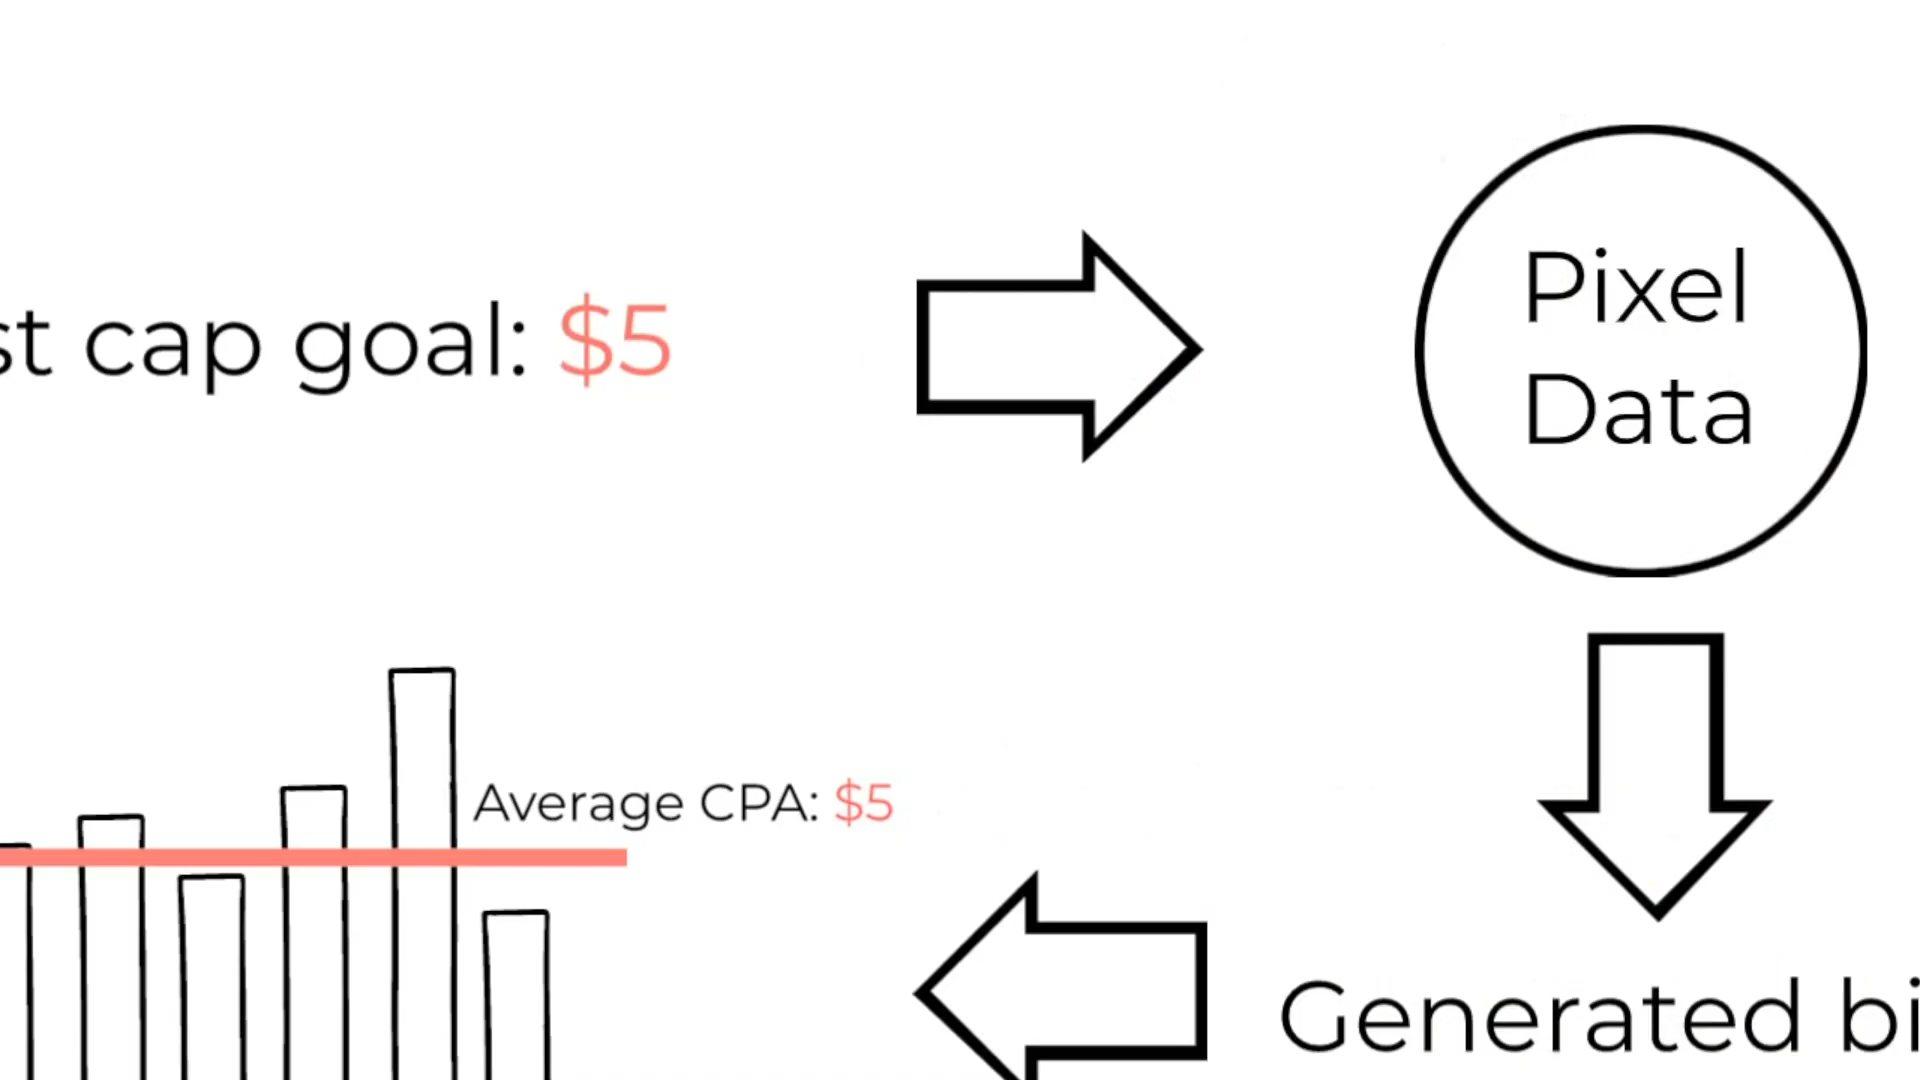 Pixel
Data
st cap goal: $5
Average CPA: $5
Generated bi